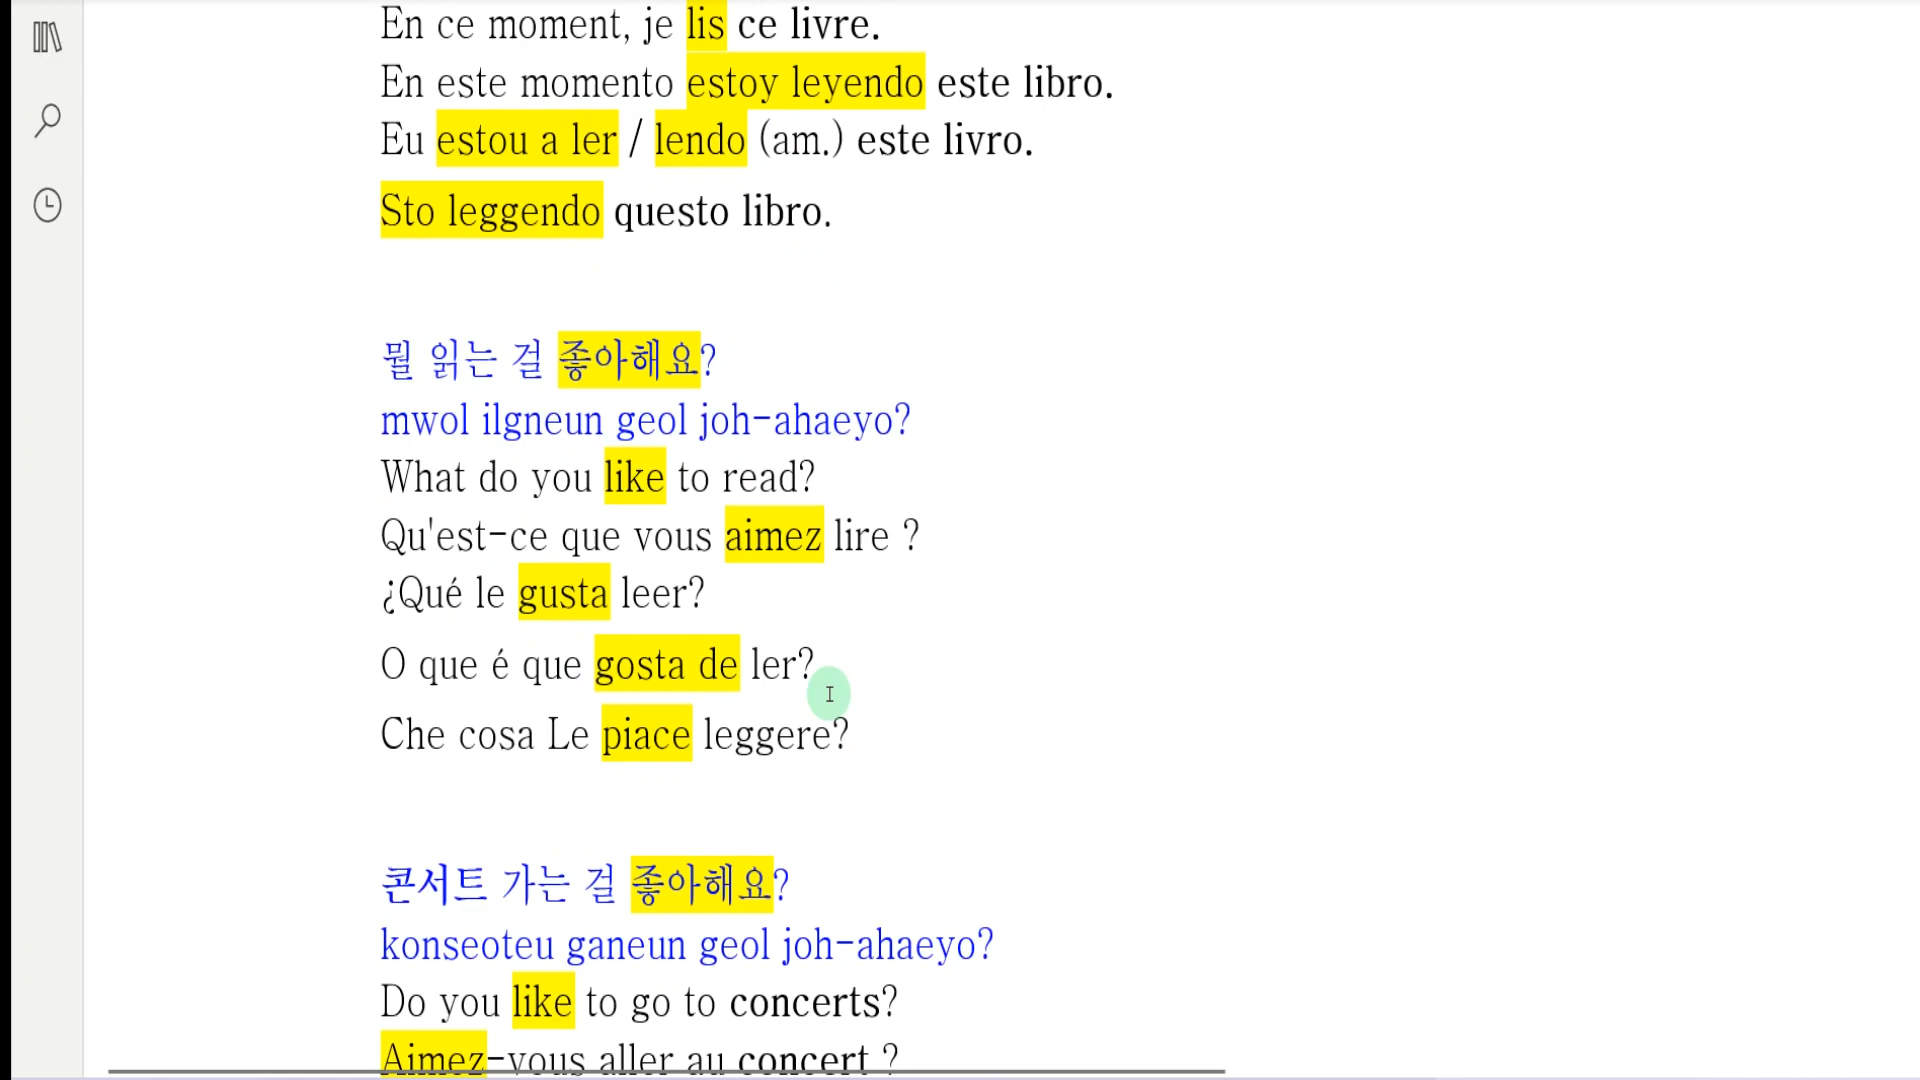 En ce moment, je lis ce livre.
En este momento estoy leyendo este libro.
Eu estou a ler / lendo (am.) este livro.
Sto leggendo questo libro.
뭘 읽는 걸 좋아해요?
mwol ilgneun geol joh-ahaeyo?
What do you like to read?
Qu'est-ce que vous aimez lire ?
¿Qué le gusta leer?
O que é que gosta de ler?
Che cosa Le piace leggere?
콘서트 가는 걸 좋아해요?
konseoteu ganeun geol joh-ahaeyo?
Do you like to go to concerts?
Aimez-vous aller au concert ?